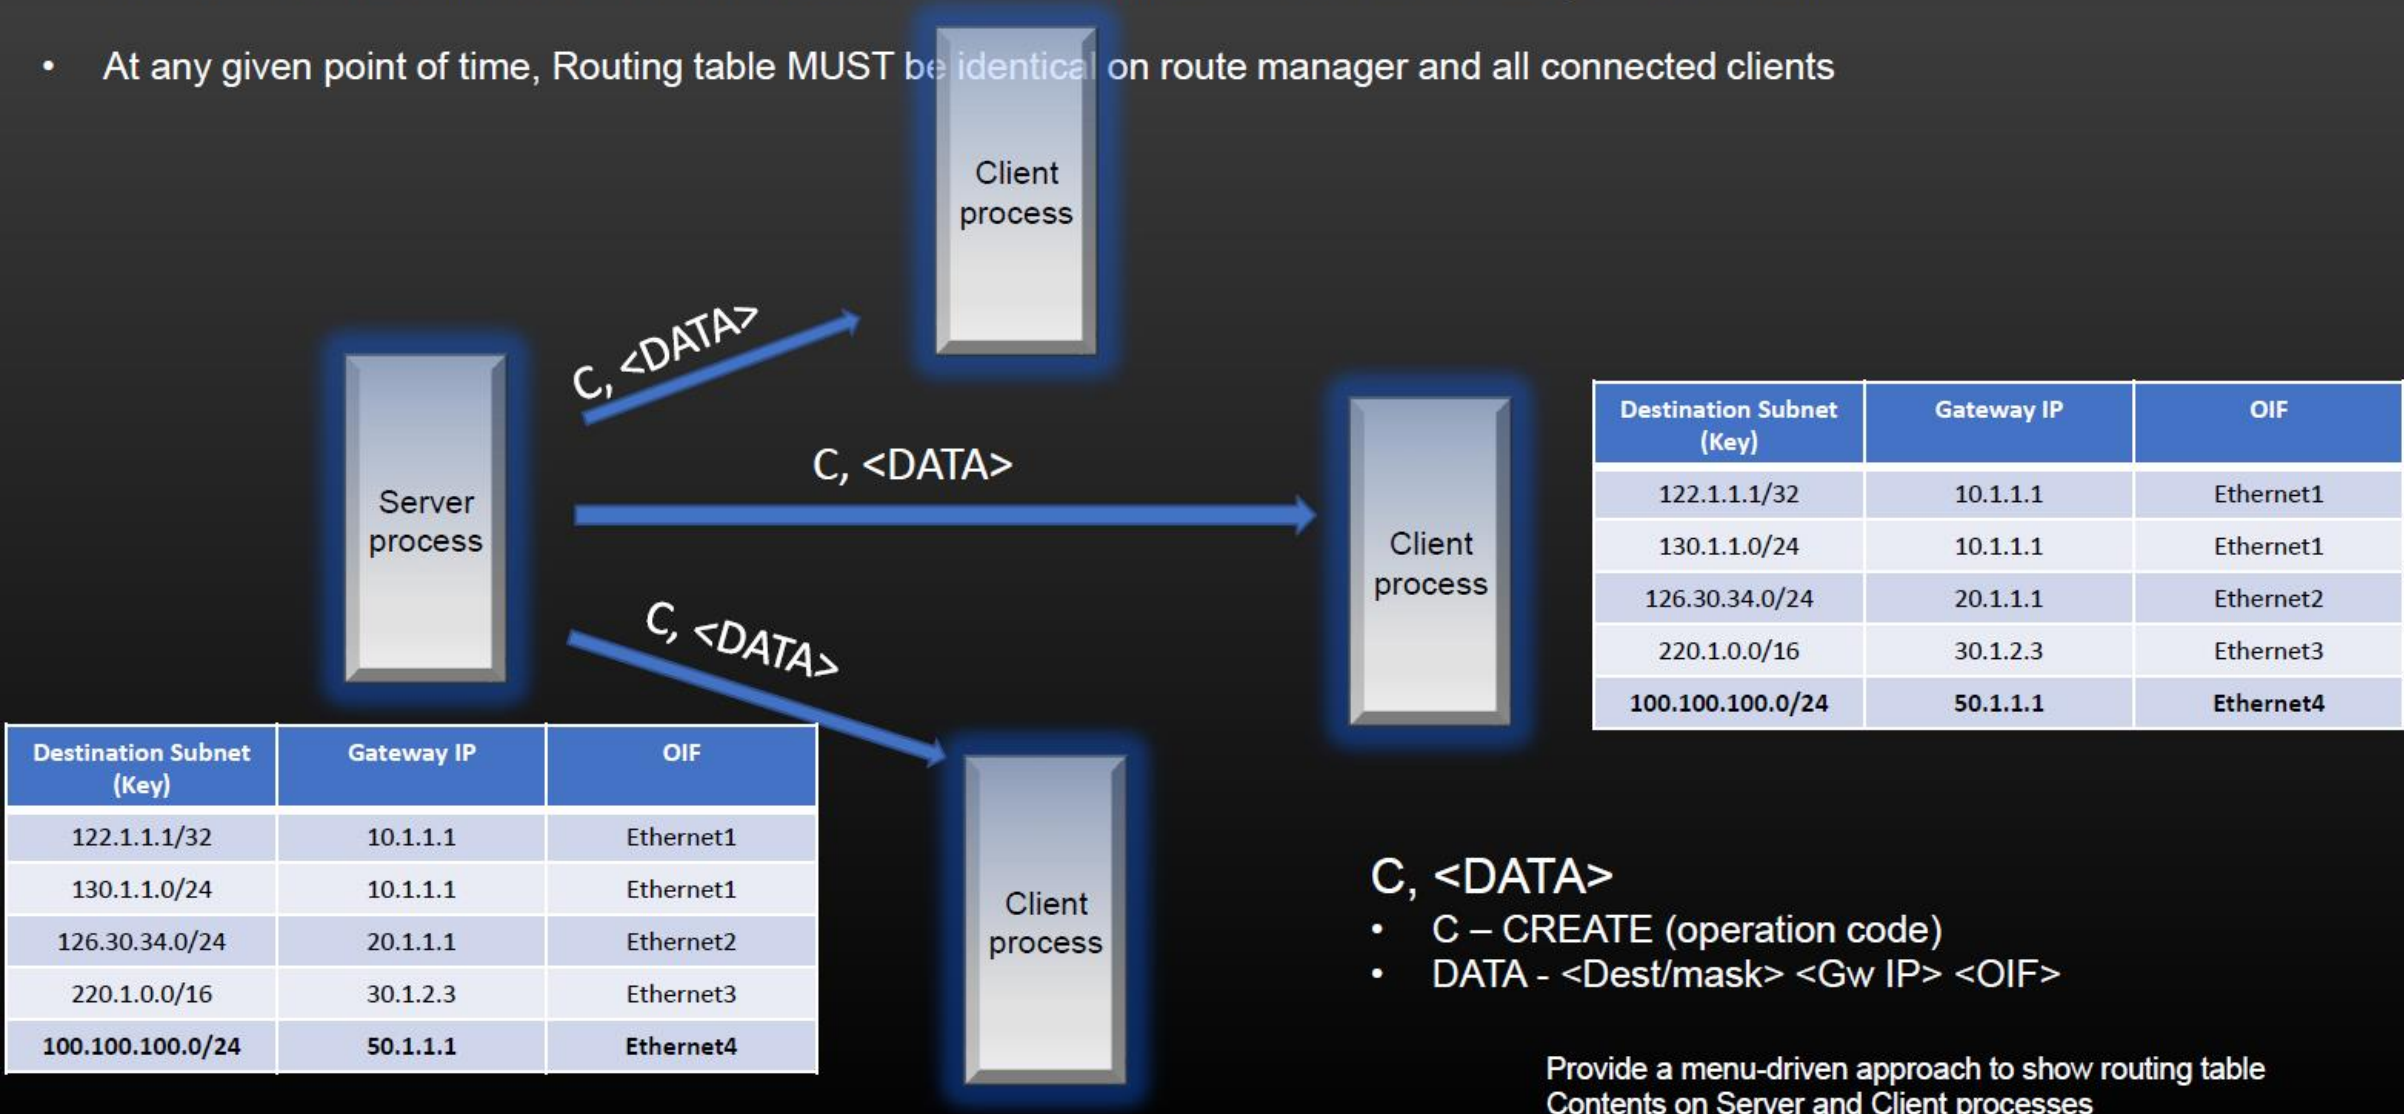 • At any given point of time, Routing table MUST be identical on route manager and all connected clients
Client
process
C, <DATA>
Server
process
C, <DATA>
Client
process
C, <DATA>
Destination Subnet
(Key)
Gateway IP
OIF
122.1.1.1/32 10.1.1.1 Ethernet1
130.1.1.0/24 10.1.1.1 Ethernet1
126.30.34.0/24 20.1.1.1 Ethernet2
220.1.0.0/16 30.1.2.3 Ethernet3
100.100.100.0/24 50.1.1.1 Ethernet4
Destination Subnet
(Key)
Gateway IP
OIF
122.1.1.1/32 10.1.1.1 Ethernet1
130.1.1.0/24 10.1.1.1 Ethernet1
126.30.34.0/24 20.1.1.1 Ethernet2
220.1.0.0/16 30.1.2.3 Ethernet3
100.100.100.0/24 50.1.1.1 Ethernet4
Client
process
C, <DATA>
• C – CREATE (operation code)
• DATA - <Dest/mask> <Gw IP> <OIF>
Provide a menu-driven approach to show routing table
Contents on Server and Client processes